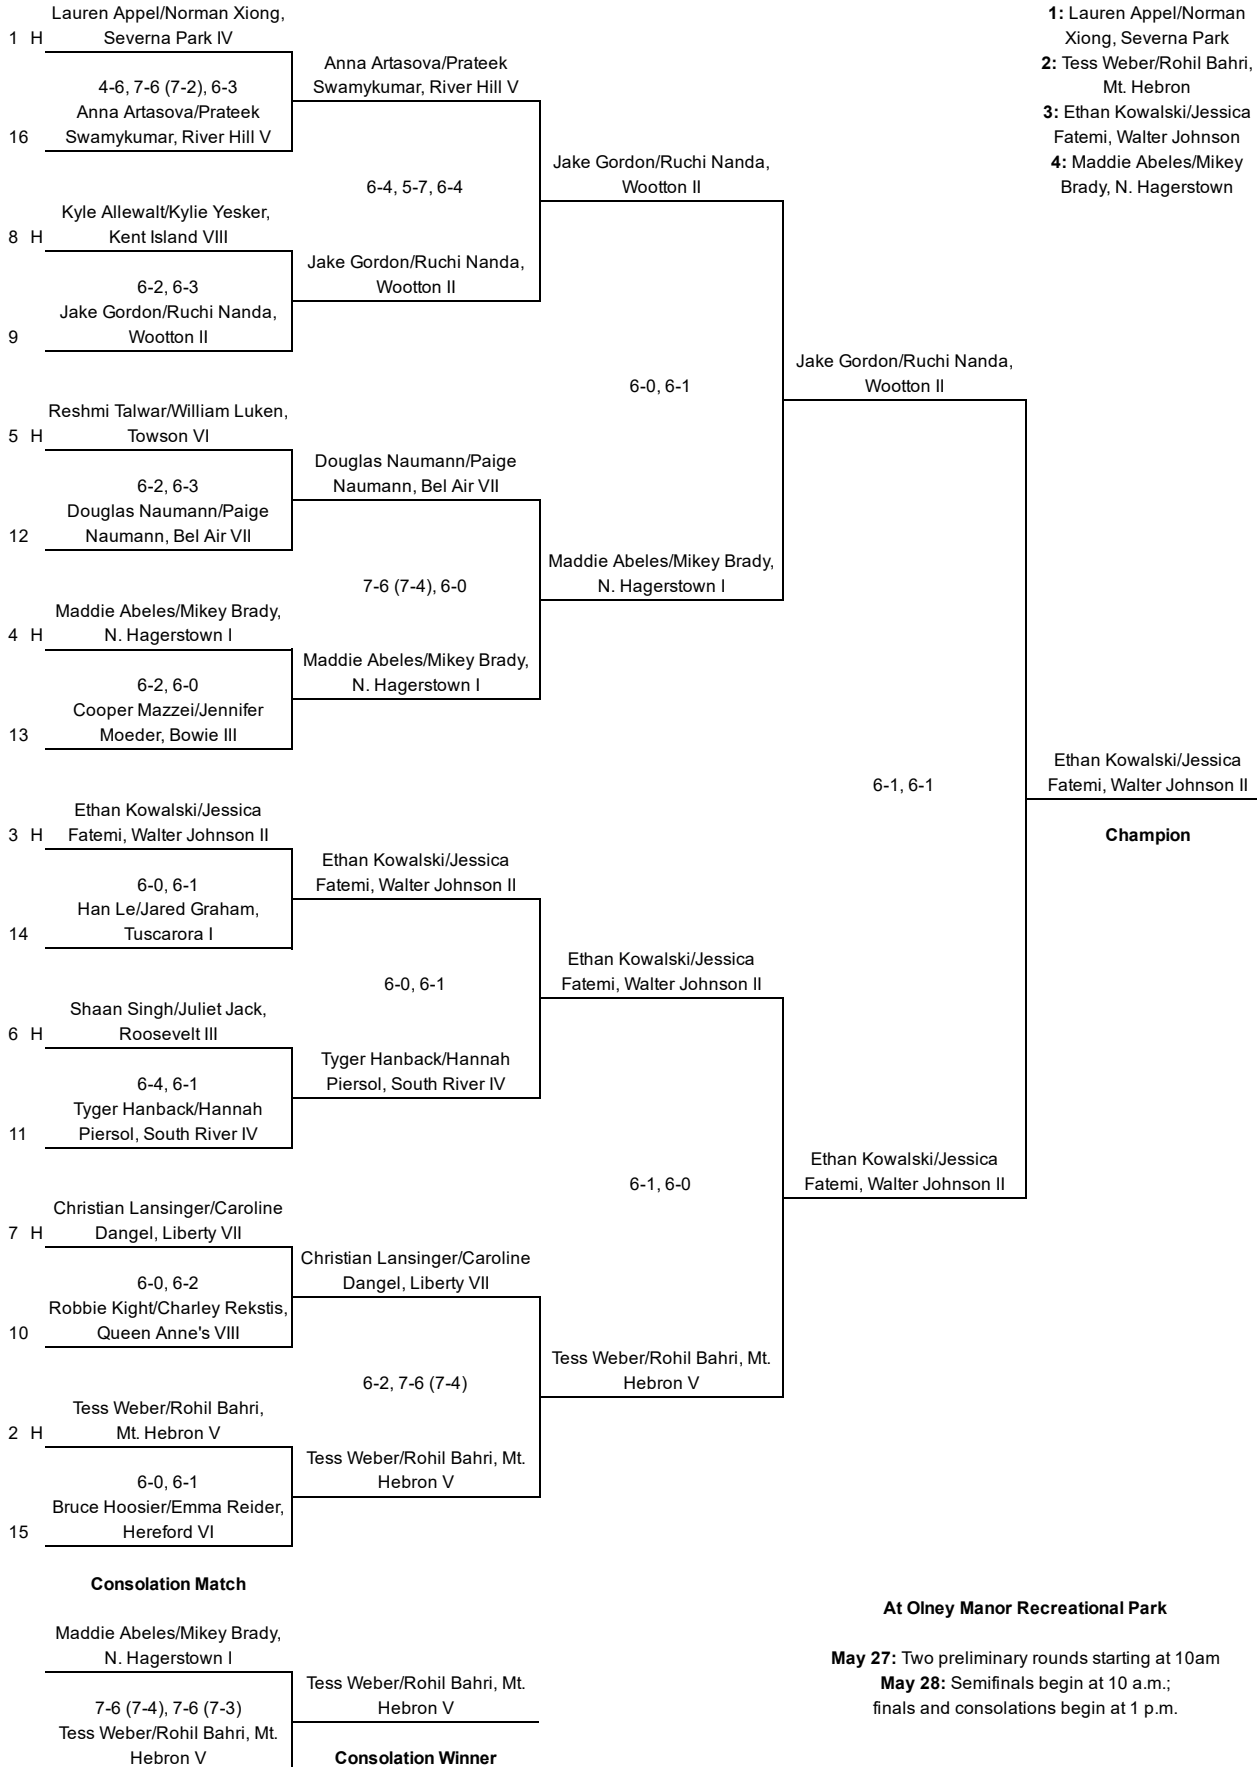 Lauren Appel/Norman Xiong,
1 H Severna Park IV
4-6, 7-6 (7-2), 6-3
Anna Artasova/Prateek
16 Swamykumar, River Hill V
Kyle Allewalt/Kylie Yesker,
8 H Kent Island VIII
6-2, 6-3
Jake Gordon/Ruchi Nanda,
9 Wootton II
Reshmi Talwar/William Luken,
5 H Towson VI
6-2, 6-3
Douglas Naumann/Paige
12 Naumann, Bel Air VII
Maddie Abeles/Mikey Brady,
4 H N. Hagerstown I
6-2, 6-0
Cooper Mazzei/Jennifer
13 Moeder, Bowie III
Ethan Kowalski/Jessica
3 H Fatemi, Walter Johnson II
6-0, 6-1
Han Le/Jared Graham,
14 Tuscarora I
Shaan Singh/Juliet Jack,
6 H Roosevelt III
6-4, 6-1
Tyger Hanback/Hannah
11 Piersol, South River IV
Christian Lansinger/Caroline
7 H Dangel, Liberty VII
6-0, 6-2
Robbie Kight/Charley Rekstis,
10 Queen Anne's VIII
Tess Weber/Rohil Bahri,
2 H Mt. Hebron V
6-0, 6-1
Bruce Hoosier/Emma Reider,
15 Hereford VI
Anna Artasova/Prateek
Swamykumar, River Hill V
6-4, 5-7, 6-4
Jake Gordon/Ruchi Nanda,
Wootton II
Douglas Naumann/Paige
Naumann, Bel Air VII
7-6 (7-4), 6-0
Maddie Abeles/Mikey Brady,
N. Hagerstown I
Ethan Kowalski/Jessica
Fatemi, Walter Johnson II
6-0, 6-1
Tyger Hanback/Hannah
Piersol, South River IV
Christian Lansinger/Caroline
Dangel, Liberty VII
6-2, 7-6 (7-4)
Tess Weber/Rohil Bahri, Mt.
Hebron V
Jake Gordon/Ruchi Nanda,
Wootton II
6-0, 6-1
Maddie Abeles/Mikey Brady,
N. Hagerstown I
Ethan Kowalski/Jessica
Fatemi, Walter Johnson II
6-1, 6-0
Tess Weber/Rohil Bahri, Mt.
Hebron V
Jake Gordon/Ruchi Nanda,
Wootton II
6-1, 6-1
Ethan Kowalski/Jessica
Fatemi, Walter Johnson II
Ethan Kowalski/Jessica
Fatemi, Walter Johnson II
Champion
1: Lauren Appel/Norman
Xiong, Severna Park
2: Tess Weber/Rohil Bahri,
Mt. Hebron
3: Ethan Kowalski/Jessica
Fatemi, Walter Johnson
4: Maddie Abeles/Mikey
Brady, N. Hagerstown
Consolation Match
Maddie Abeles/Mikey Brady,
N. Hagerstown I
7-6 (7-4), 7-6 (7-3)
Tess Weber/Rohil Bahri, Mt.
Hebron V
Tess Weber/Rohil Bahri, Mt.
Hebron V
Consolation Winner
At Olney Manor Recreational Park
May 27: Two preliminary rounds starting at 10am
May 28: Semifinals begin at 10 a.m.;
finals and consolations begin at 1 p.m.